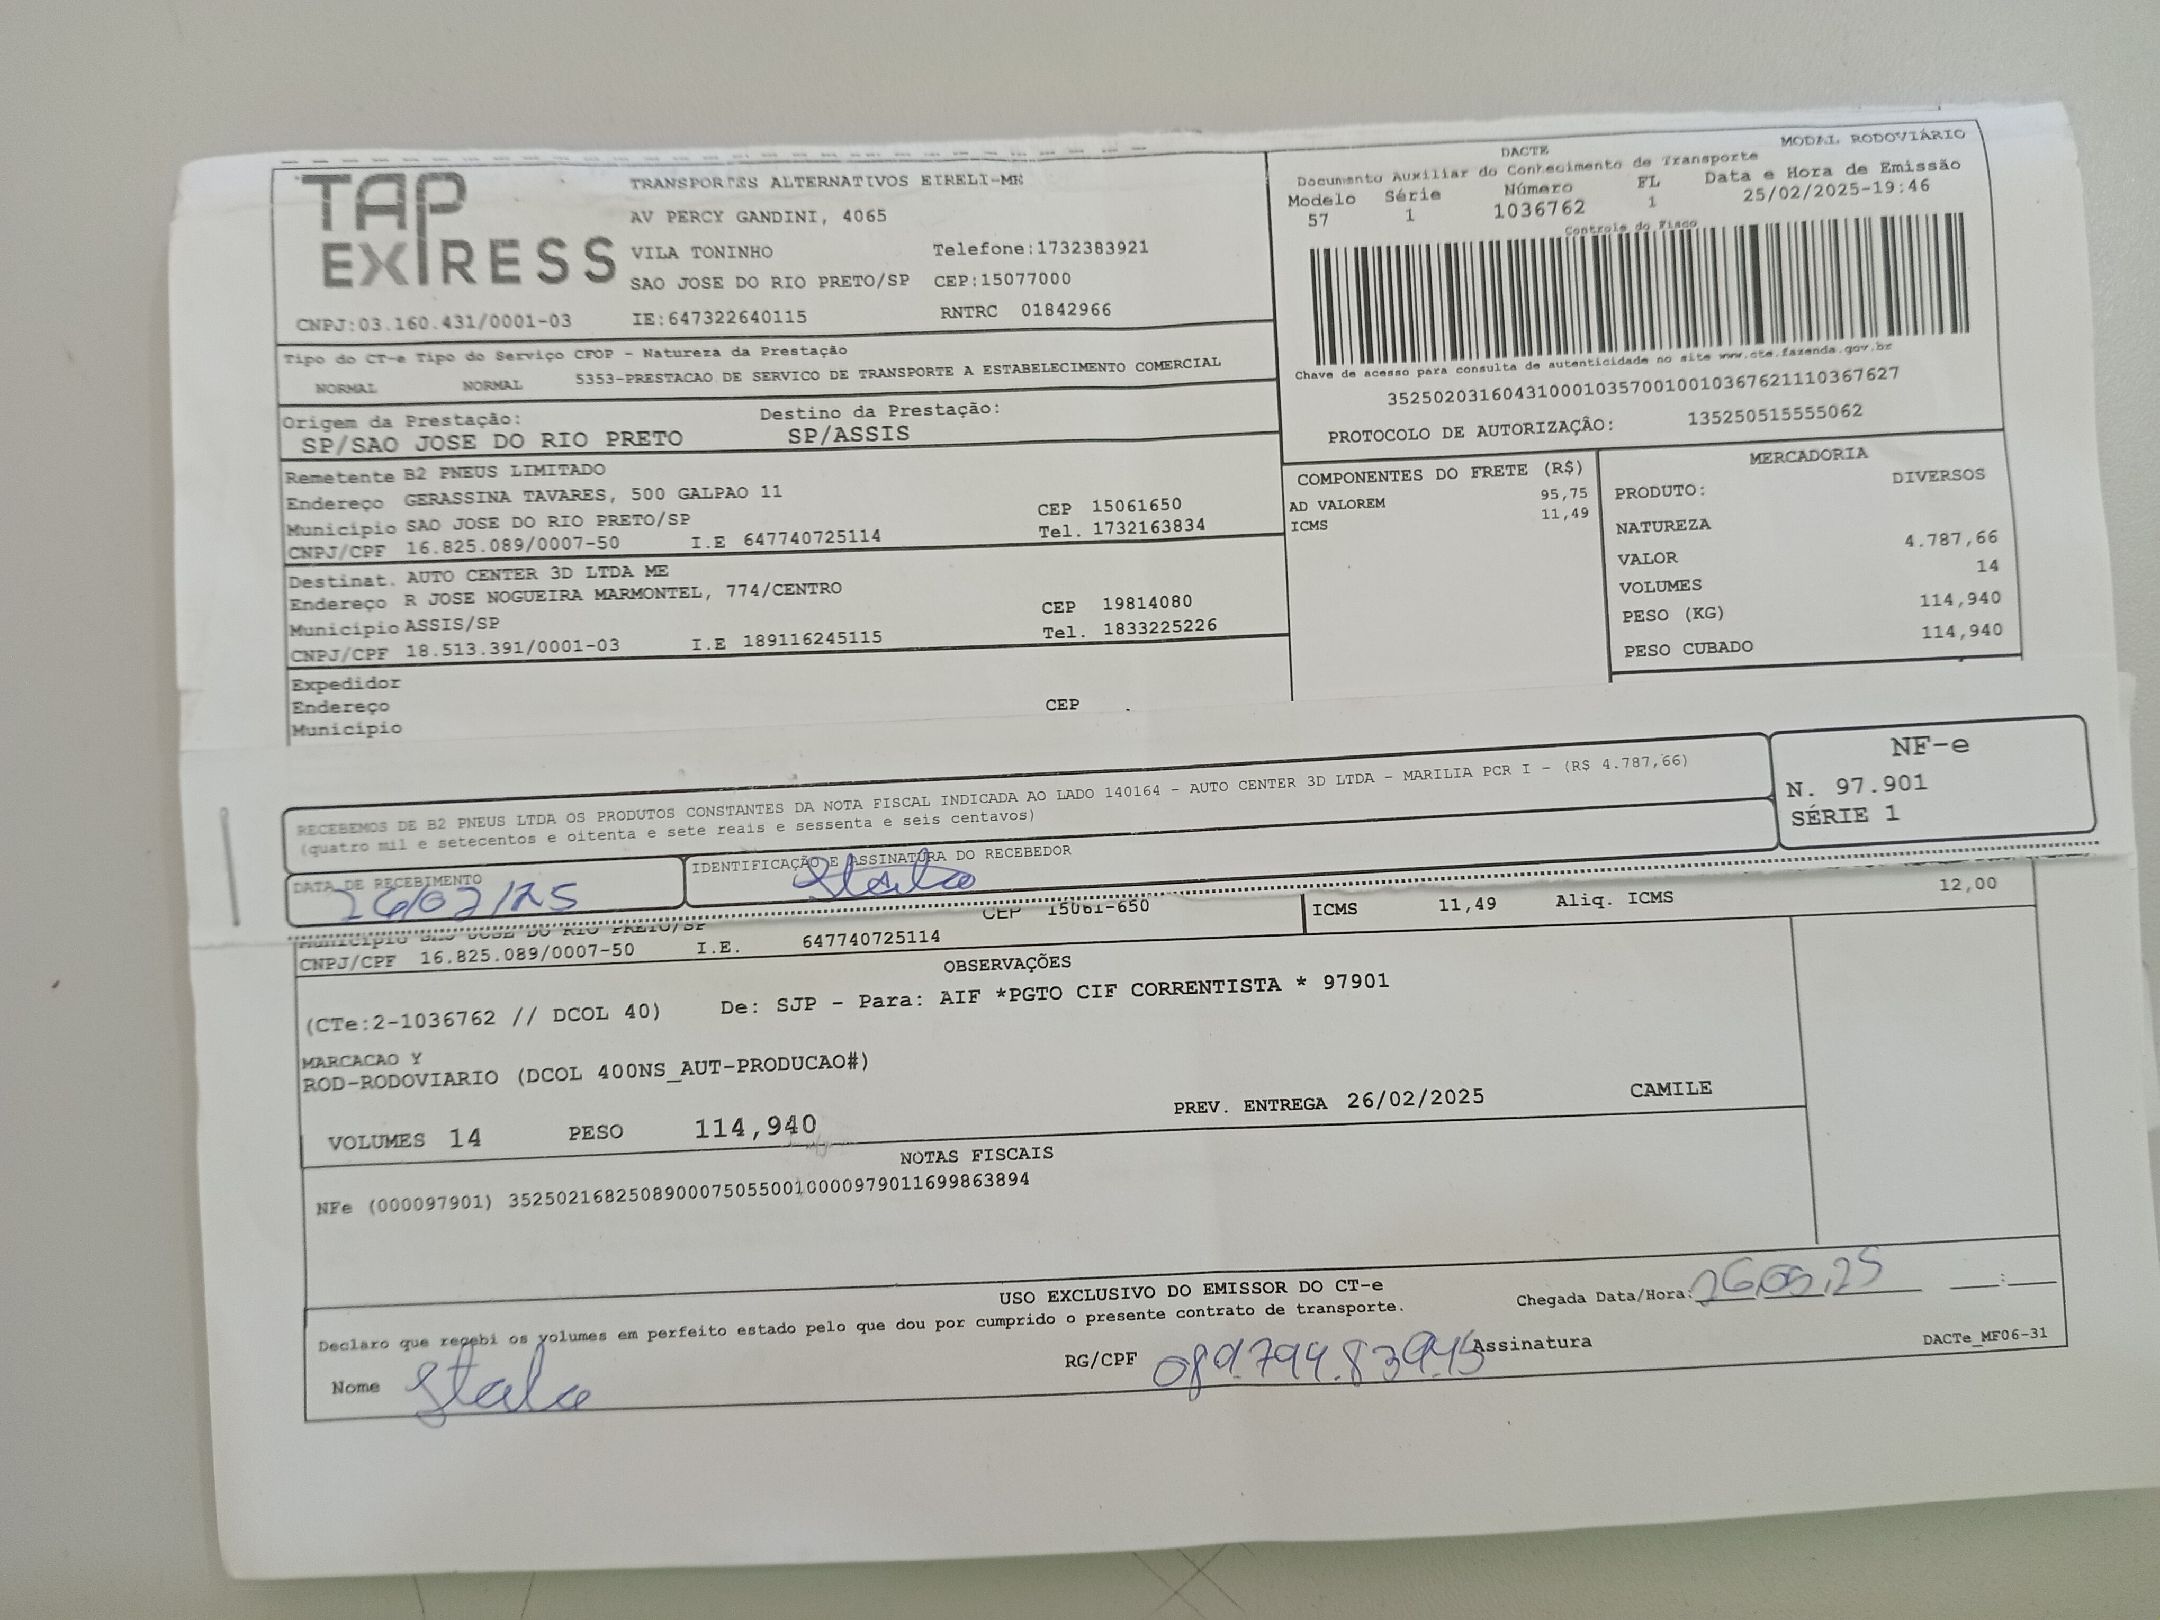 TAP
EXPRESS
TRANSPORTES ALTERNATIVOS EIRELI-ME
AV PERCY GANDINI, 4065
VILA TONINHO Telefone:1732383921
SAO JOSE DO RIO PRETO/SP CEP:15077000
CNPJ:03.160.431/0001-03 IE:647322640115 RNTRC 01842966
DACTE MODAL RODOVIÁRIO
Documento Auxiliar do Conhecimento de Transporte
Modelo Série Número FL Data e Hora de Emissão
57 1 1036762 1 25/02/2025-19:46
Controle do Fisco
Chave de acesso para consulta de autenticidade no site www.cte.fazenda.gov.br
35250203160431000103570010010367621110367627
PROTOCOLO DE AUTORIZAÇÃO: 135250515555062
Tipo do CT-e Tipo do Serviço CFOP - Natureza da Prestação
NORMAL NORMAL 5353-PRESTACAO DE SERVICO DE TRANSPORTE A ESTABELECIMENTO COMERCIAL
Origem da Prestação: Destino da Prestação:
SP/SAO JOSE DO RIO PRETO SP/ASSIS
Remetente B2 PNEUS LIMITADO
Endereço GERASSINA TAVARES, 500 GALPAO 11 CEP 15061650
Município SAO JOSE DO RIO PRETO/SP Tel. 1732163834
CNPJ/CPF 16.825.089/0007-50 I.E 647740725114
Destinat. AUTO CENTER 3D LTDA ME
Endereço R JOSE NOGUEIRA MARMONTEL, 774/CENTRO CEP 19814080
Município ASSIS/SP Tel. 1833225226
CNPJ/CPF 18.513.391/0001-03 I.E 189116245115
Expedidor
Endereço CEP
Município
COMPONENTES DO FRETE (R$)
AD VALOREM 95,75
ICMS 11,49
MERCADORIA
PRODUTO: DIVERSOS
NATUREZA
VALOR 4.787,66
VOLUMES 14
PESO (KG) 114,940
PESO CUBADO 114,940
RECEBEMOS DE B2 PNEUS LTDA OS PRODUTOS CONSTANTES DA NOTA FISCAL INDICADA AO LADO 140164 - AUTO CENTER 3D LTDA - MARILIA PCR I - (R$ 4.787,66)
(quatro mil e setecentos e oitenta e sete reais e sessenta e seis centavos)
NF-e
N. 97.901
SÉRIE 1
DATA DE RECEBIMENTO IDENTIFICAÇÃO E ASSINATURA DO RECEBEDOR
26/02/25
Município SAO JOSE DO RIO PRETO/SP CEP 15061-650 ICMS 11,49 Aliq. ICMS 12,00
CNPJ/CPF 16.825.089/0007-50 I.E. 647740725114
OBSERVAÇÕES
(CTe:2-1036762 // DCOL 40) De: SJP - Para: AIF *PGTO CIF CORRENTISTA * 97901
MARCACAO Y
ROD-RODOVIARIO (DCOL 400NS_AUT-PRODUCAO#)
VOLUMES 14 PESO 114,940 PREV. ENTREGA 26/02/2025 CAMILE
NOTAS FISCAIS
NFe (000097901) 35250216825089000750550010000979011699863894
USO EXCLUSIVO DO EMISSOR DO CT-e
Declaro que recebi os volumes em perfeito estado pelo que dou por cumprido o presente contrato de transporte. Chegada Data/Hora:
Nome RG/CPF 089.794.839.45 Assinatura DACTe_MF06-31